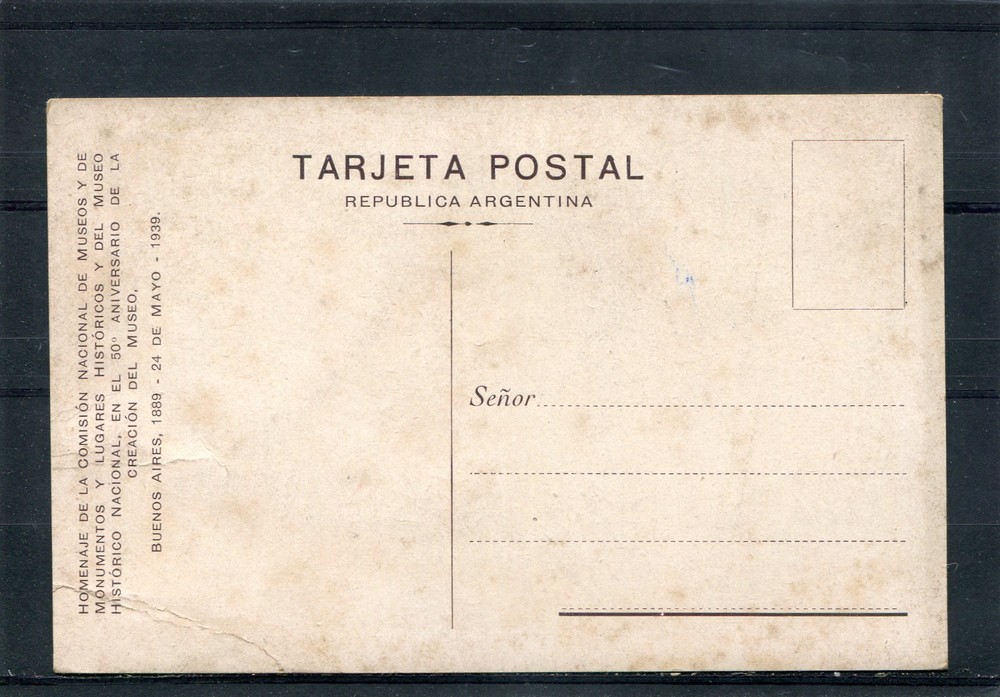 TARJETA POSTAL
REPUBLICA ARGENTINA
Señor
HOMENAJE DE LA COMISIÓN NACIONAL DE MUSEOS Y DE
MONUMENTOS Y LUGARES HISTÓRICOS Y DEL MUSEO
HISTÓRICO NACIONAL, EN EL 50º ANIVERSARIO DE LA
CREACIÓN DEL MUSEO,
BUENOS AIRES, 1889 - 24 DE MAYO - 1939.